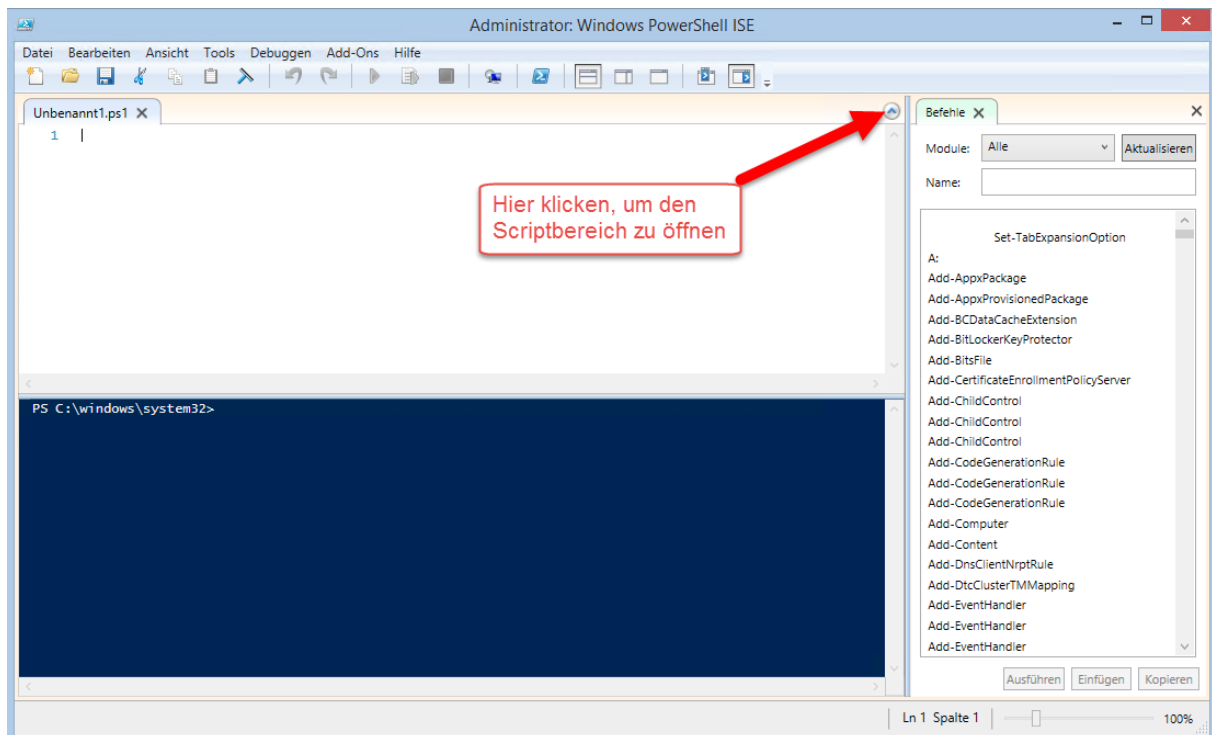 Administrator: Windows PowerShell ISE
Datei Bearbeiten Ansicht Tools Debuggen Add-Ons Hilfe
Unbenannt1.ps1
1
Hier klicken, um den
Scriptbereich zu öffnen
PS C:\windows\system32>
Befehle
Module: Alle Aktualisieren
Name:
Set-TabExpansionOption
A:
Add-AppxPackage
Add-AppxProvisionedPackage
Add-BCDataCacheExtension
Add-BitLockerKeyProtector
Add-BitsFile
Add-CertificateEnrollmentPolicyServer
Add-ChildControl
Add-ChildControl
Add-ChildControl
Add-CodeGenerationRule
Add-CodeGenerationRule
Add-CodeGenerationRule
Add-Computer
Add-Content
Add-DnsClientNrptRule
Add-DtcClusterTMMapping
Add-EventHandler
Add-EventHandler
Add-EventHandler
Ausführen Einfügen Kopieren
Ln 1 Spalte 1 100%